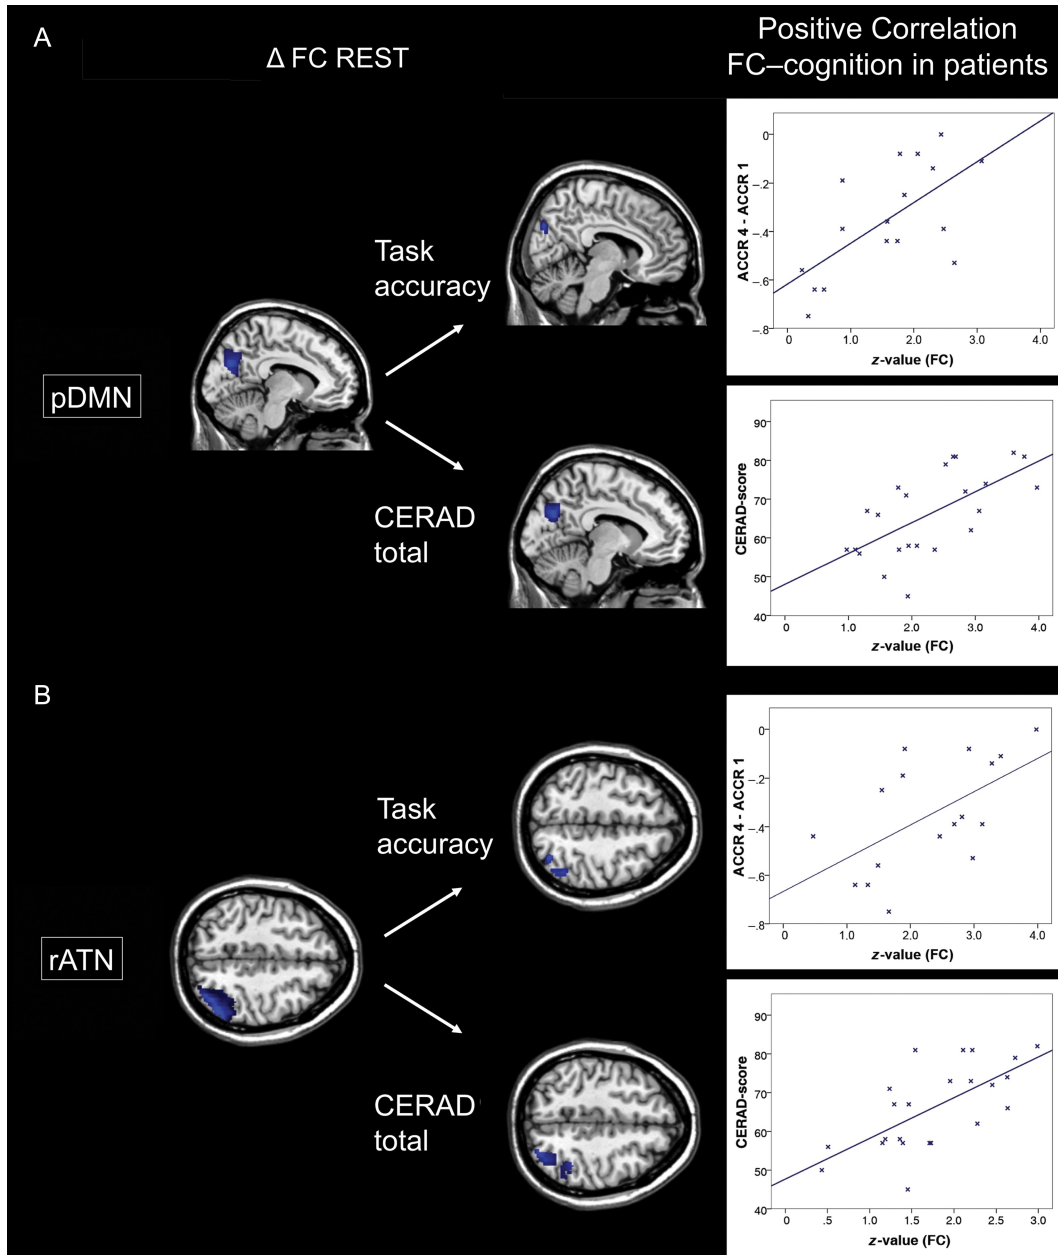 A
Δ FC REST
Positive Correlation
FC–cognition in patients
pDMN
Task
accuracy
CERAD
total
ACCR 4 - ACCR 1
0
–.2
–.4
–.6
–.8
0 1.0 2.0 3.0 4.0
z-value (FC)
CERAD-score
90
80
70
60
50
40
0 1.0 2.0 3.0 4.0
z-value (FC)
B
rATN
Task
accuracy
CERAD
total
ACCR 4 - ACCR 1
0
–.2
–.4
–.6
–.8
0 1.0 2.0 3.0 4.0
z-value (FC)
CERAD-score
90
80
70
60
50
40
0 .5 1.0 1.5 2.0 2.5 3.0
z-value (FC)